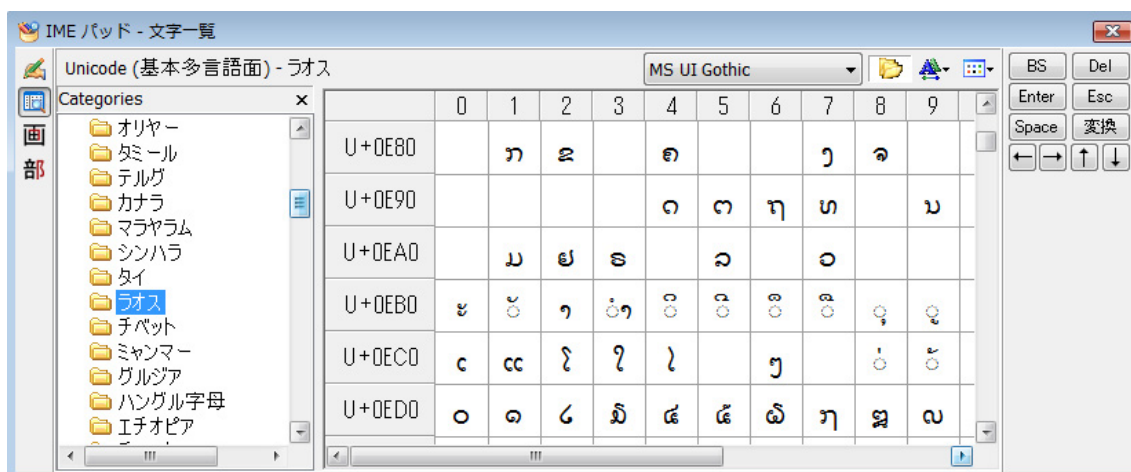 IME パッド - 文字一覧
Unicode (基本多言語面) - ラオス
MS UI Gothic
BS Del
Categories
Enter Esc
画
Space 変換
部
← → ↑ ↓
オリヤー
タミール
テルグ
カナラ
マラヤラム
シンハラ
タイ
ラオス
チベット
ミャンマー
グルジア
ハングル字母
エチオピア
0 1 2 3 4 5 6 7 8 9
U+0E80 ກ ຂ ຄ ງ ຈ
U+0E90 ດ ຕ ຖ ທ ນ
U+0EA0 ມ ຢ ຣ ລ ວ
U+0EB0 ະ ັ າ ຳ ິ ີ ຶ ື ຸ ູ
U+0EC0 ເ ແ ໂ ໃ ໄ ໆ ່ ້
U+0ED0 ໐ ໑ ໒ ໓ ໔ ໕ ໖ ໗ ໘ ໙